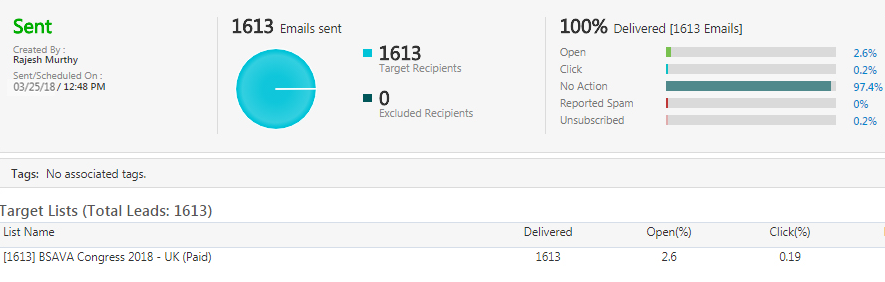 Sent
Created By :
Rajesh Murthy
Sent/Scheduled On :
03/25/18 / 12:48 PM
1613 Emails sent
1613
Target Recipients
0
Excluded Recipients
100% Delivered [1613 Emails]
Open 2.6%
Click 0.2%
No Action 97.4%
Reported Spam 0%
Unsubscribed 0.2%
Tags: No associated tags.
Target Lists (Total Leads: 1613)
List Name Delivered Open(%) Click(%)
[1613] BSAVA Congress 2018 - UK (Paid) 1613 2.6 0.19